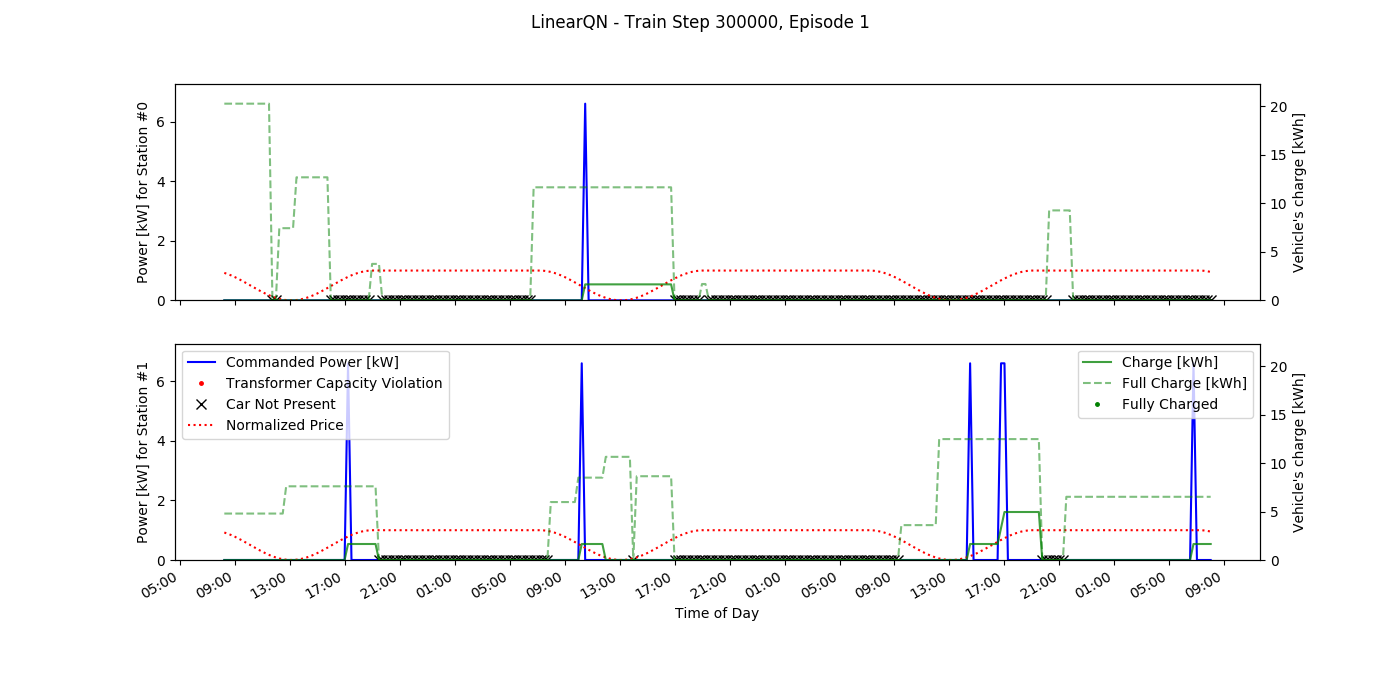 LinearQN - Train Step 300000, Episode 1
Power [kW] for Station #0
0
2
4
6
0
5
10
15
20
Vehicle's charge [kWh]
Power [kW] for Station #1
0
2
4
6
Commanded Power [kW]
Transformer Capacity Violation
Car Not Present
Normalized Price
Charge [kWh]
Full Charge [kWh]
Fully Charged
0
5
10
15
20
Vehicle's charge [kWh]
05:00
09:00
13:00
17:00
21:00
01:00
05:00
09:00
13:00
17:00
21:00
01:00
05:00
09:00
13:00
17:00
21:00
01:00
05:00
09:00
Time of Day